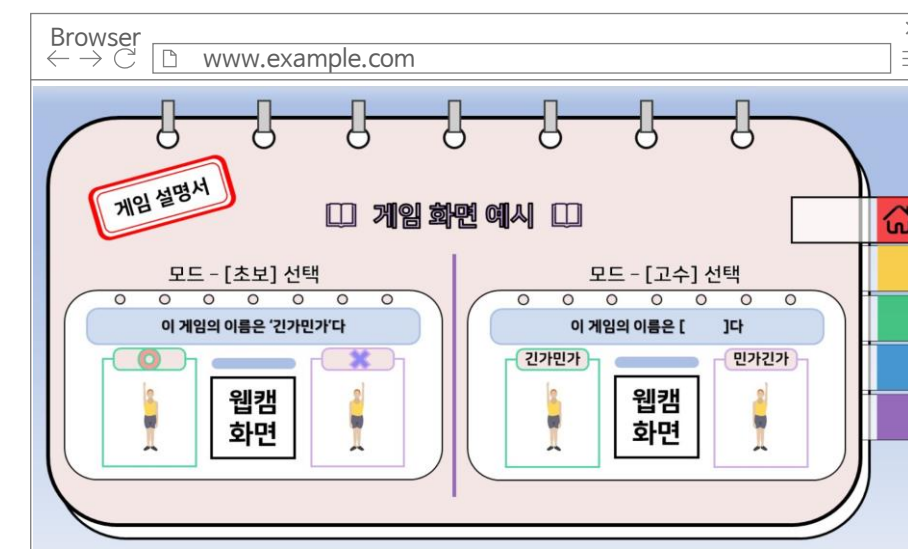 Browser
www.example.com
게임 설명서
게임 화면 예시
모드 – [초보] 선택
이 게임의 이름은 '긴가민가'다
웹캠
화면
모드 – [고수] 선택
이 게임의 이름은 [ ]다
긴가민가
민가긴가
웹캠
화면